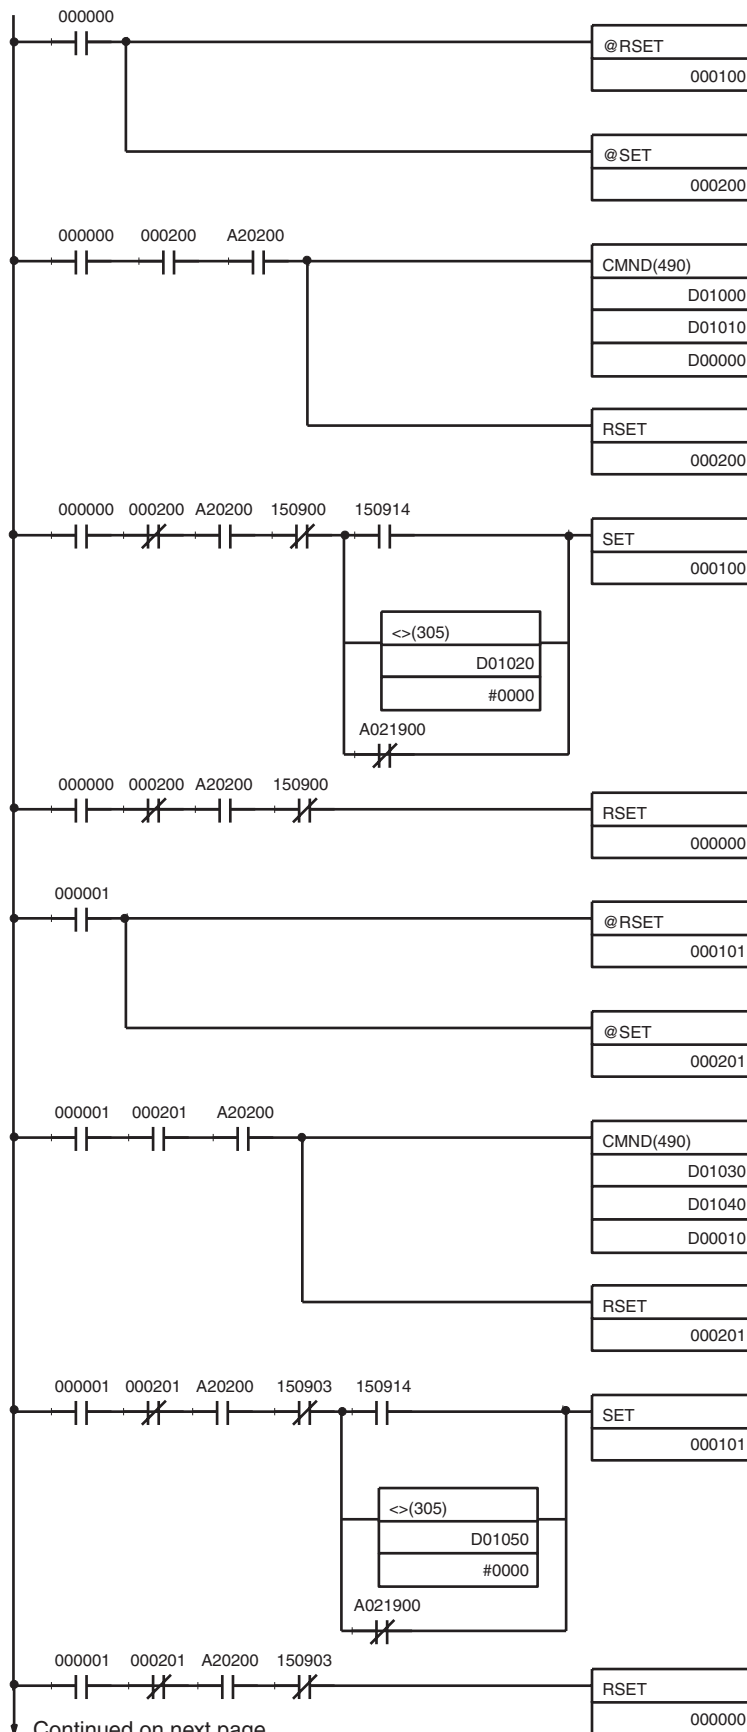 000000
@RSET
000100
@SET
000200
000000 000200 A20200
CMND(490)
D01000
D01010
D00000
RSET
000200
000000 000200 A20200 150900 150914
SET
000100
<>(305)
D01020
#0000
A021900
000000 000200 A20200 150900
RSET
000000
000001
@RSET
000101
@SET
000201
000001 000201 A20200
CMND(490)
D01030
D01040
D00010
RSET
000201
000001 000201 A20200 150903 150914
SET
000101
<>(305)
D01050
#0000
A021900
000001 000201 A20200 150903
RSET
000000
Continued on next page